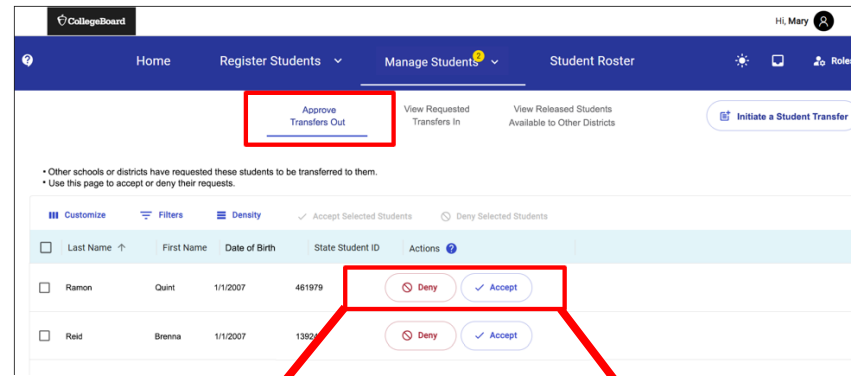 CollegeBoard
Hi, Mary
Home Register Students Manage Students 2 Student Roster
Approve Transfers Out
View Requested Transfers In
View Released Students Available to Other Districts
Initiate a Student Transfer
• Other schools or districts have requested these students to be transferred to them.
• Use this page to accept or deny their requests.
Customize Filters Density Accept Selected Students Deny Selected Students
Last Name First Name Date of Birth State Student ID Actions ?
Ramon Quint 1/1/2007 461979 Deny Accept
Reid Brenna 1/1/2007 Deny Accept